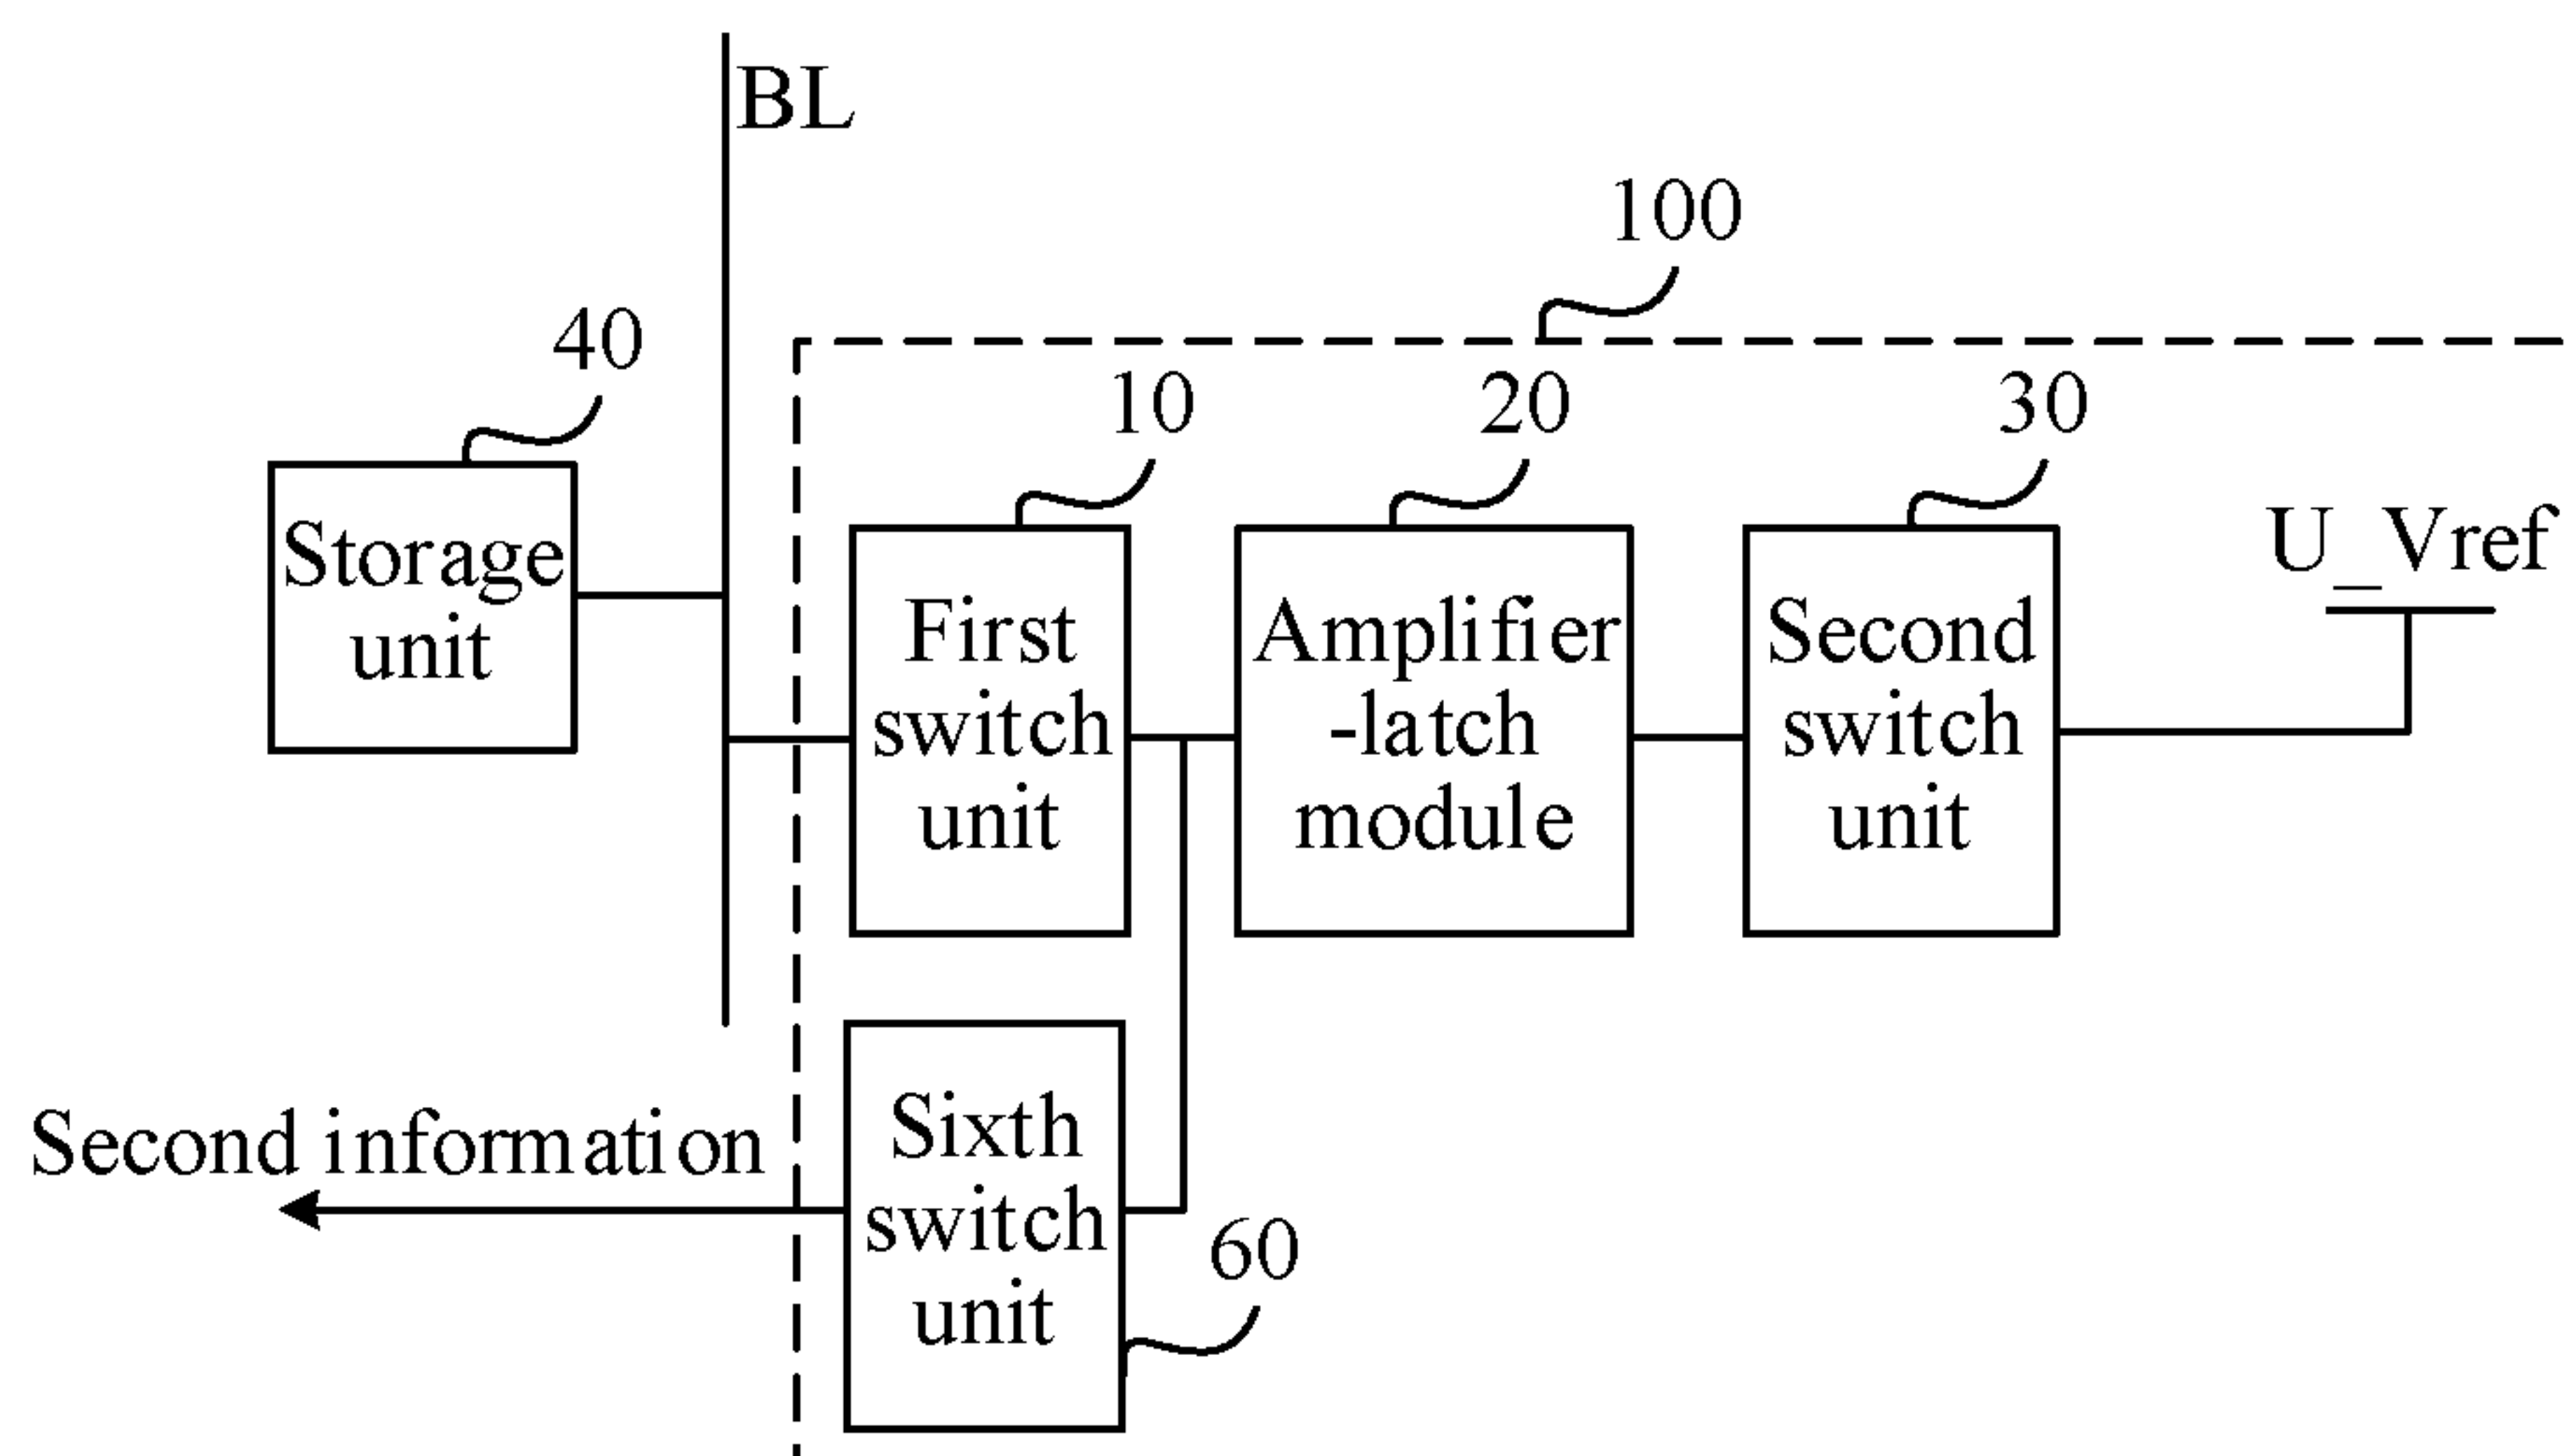 BL
100
40
10
20
30
U_Vref
Storage
unit
First
switch
unit
Amplifier
-latch
module
Second
switch
unit
Second information
Sixth
switch
unit
60